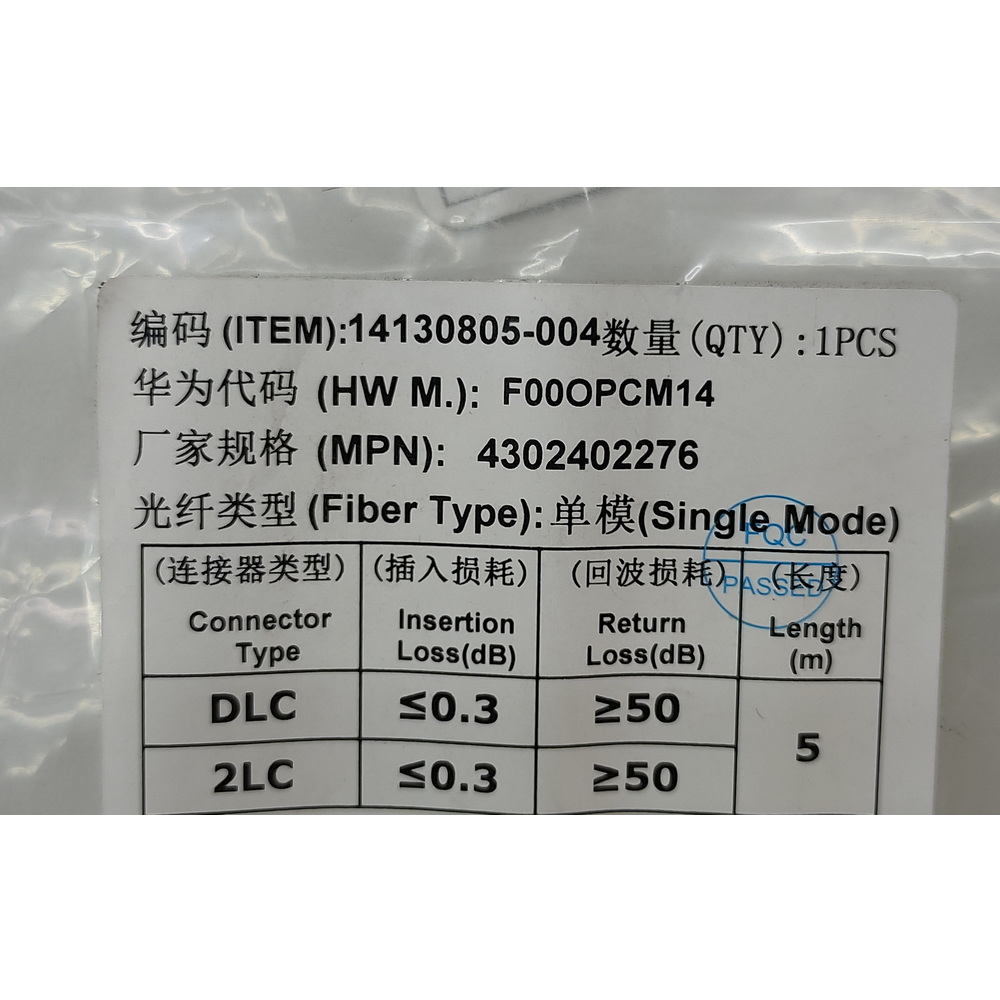 编码(ITEM):14130805-004数量(QTY):1PCS
华为代码 (HW M.): F00OPCM14
厂家规格 (MPN): 4302402276
光纤类型(Fiber Type):单模(Single Mode)
FQC
PASSED
(连接器类型) (插入损耗) (回波损耗) (长度)
Connector Insertion Return Length
Type Loss(dB) Loss(dB) (m)
DLC ≤0.3 ≥50
5
2LC ≤0.3 ≥50